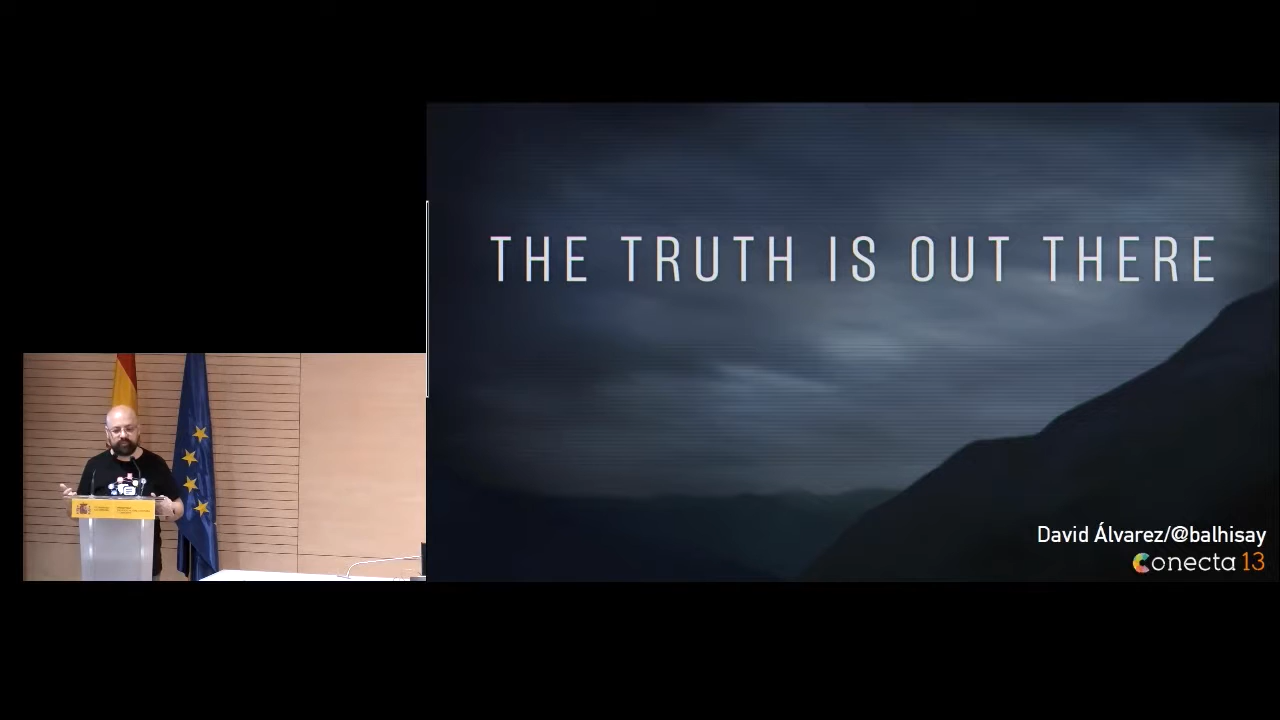 THE TRUTH IS OUT THERE
David Álvarez/@balhisay
Conecta 13